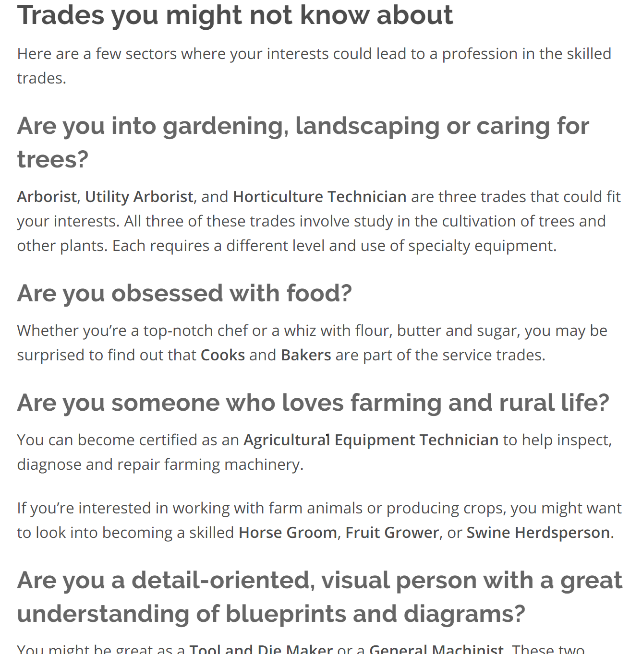 Trades you might not know about
Here are a few sectors where your interests could lead to a profession in the skilled
trades.
Are you into gardening, landscaping or caring for
trees?
Arborist, Utility Arborist, and Horticulture Technician are three trades that could fit
your interests. All three of these trades involve study in the cultivation of trees and
other plants. Each requires a different level and use of specialty equipment.
Are you obsessed with food?
Whether you’re a top-notch chef or a whiz with flour, butter and sugar, you may be
surprised to find out that Cooks and Bakers are part of the service trades.
Are you someone who loves farming and rural life?
You can become certified as an Agricultural Equipment Technician to help inspect,
diagnose and repair farming machinery.
If you’re interested in working with farm animals or producing crops, you might want
to look into becoming a skilled Horse Groom, Fruit Grower, or Swine Herdsperson.
Are you a detail-oriented, visual person with a great
understanding of blueprints and diagrams?
You might be great as a Tool and Die Maker or a General Machinist. These two